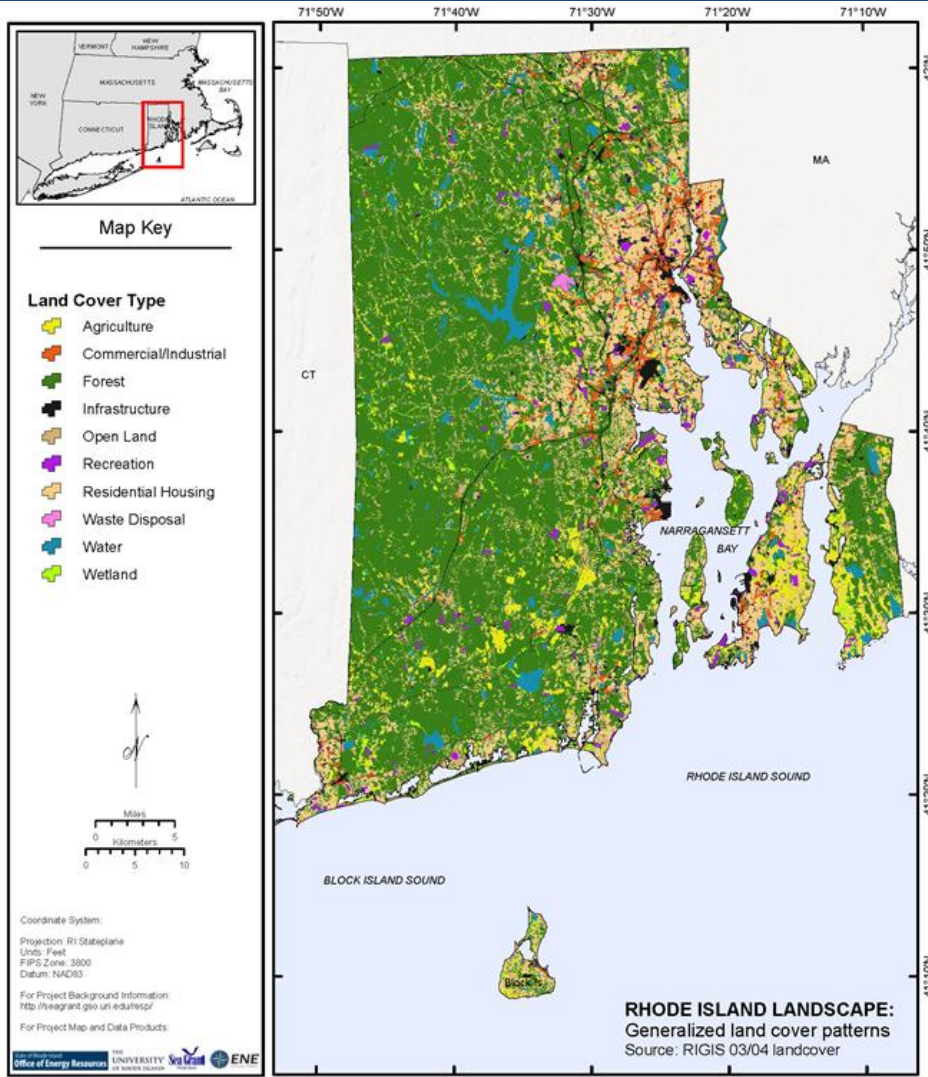 71°50'W
71°40'W
71°30'W
71°20'W
71°10'W
VERMONT
NEW HAMPSHIRE
MASSACHUSETTS
MASSACHUSETTS BAY
NEW YORK
CONNECTICUT
RHODE ISLAND
ATLANTIC OCEAN
Map Key
Land Cover Type
Agriculture
Commercial/Industrial
Forest
Infrastructure
Open Land
Recreation
Residential Housing
Waste Disposal
Water
Wetland
N
Miles
0 5
Kilometers
0 5 10
Coordinate System:
Projection: RI Stateplane
Units: Feet
FIPS Zone: 3800
Datum: NAD83
For Project Background Information:
http://seagrant.gso.uri.edu/resp/
For Project Map and Data Products:
State of Rhode Island
Office of Energy Resources
THE
UNIVERSITY
OF RHODE ISLAND
Sea Grant
ENE
MA
CT
NARRAGANSETT
BAY
RHODE ISLAND SOUND
BLOCK ISLAND SOUND
41°40'N
41°10'N
RHODE ISLAND LANDSCAPE:
Generalized land cover patterns
Source: RIGIS 03/04 landcover